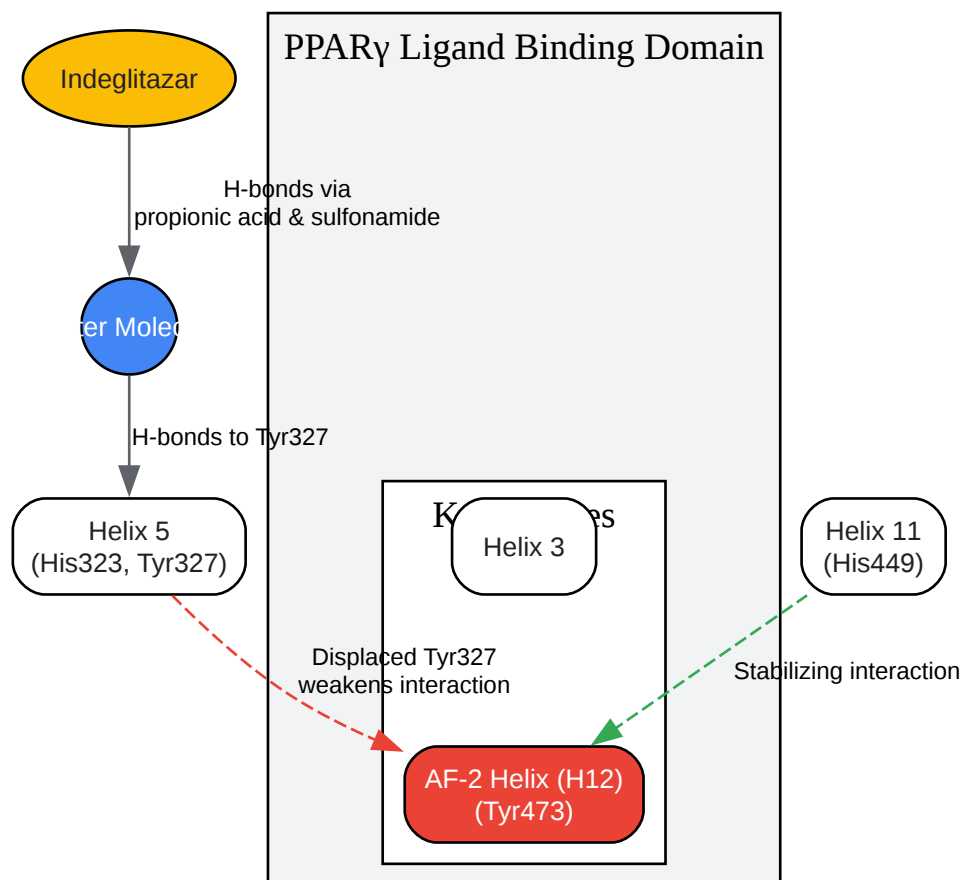 PPARγ Ligand Binding Domain
Indeglitazar
H-bonds via
propionic acid & sulfonamide
H-bonds to Tyr327
Helix 5
(His323, Tyr327)
Helix 3
Helix 11
(His449)
Displaced Tyr327
weakens interaction
Stabilizing interaction
AF-2 Helix (H12)
(Tyr473)